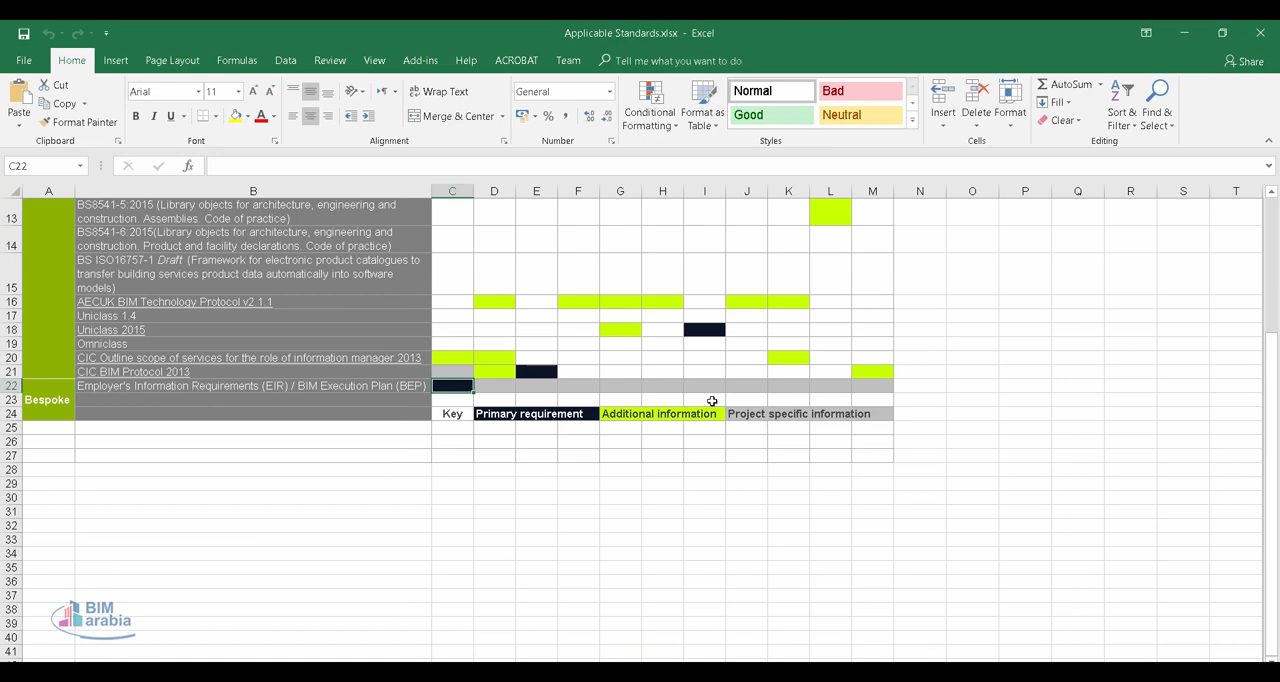 Applicable Standards.xlsx - Excel
File Home Insert Page Layout Formulas Data Review View Add-ins Help ACROBAT Team Tell me what you want to do Share
Paste
Cut
Copy
Format Painter
Clipboard
Arial 11
B I U
Font
Wrap Text
Merge & Center
Alignment
General
%
Number
Conditional Formatting
Format as Table
Normal Bad
Good Neutral
Styles
Insert Delete Format
Cells
AutoSum
Fill
Clear
Sort & Filter
Find & Select
Editing
C22 fx
A B C D E F G H I J K L M N O P Q R S T
BS8541-5:2015 (Library objects for architecture, engineering and
13 construction. Assemblies. Code of practice)
BS8541-6:2015(Library objects for architecture, engineering and
14 construction. Product and facility declarations. Code of practice)
BS ISO16757-1 Draft (Framework for electronic product catalogues to
transfer building services product data automatically into software
15 models)
16 AECUK BIM Technology Protocol v2.1.1
17 Uniclass 1.4
18 Uniclass 2015
19 Omniclass
20 CIC Outline scope of services for the role of information manager 2013
21 CIC BIM Protocol 2013
22 Employer's Information Requirements (EIR) / BIM Execution Plan (BEP)
23 Bespoke
24 Key Primary requirement Additional information Project specific information
25
26
27
28
29
30
31
32
33
34
35
36
37
38
39
40
41
BIM
arabia